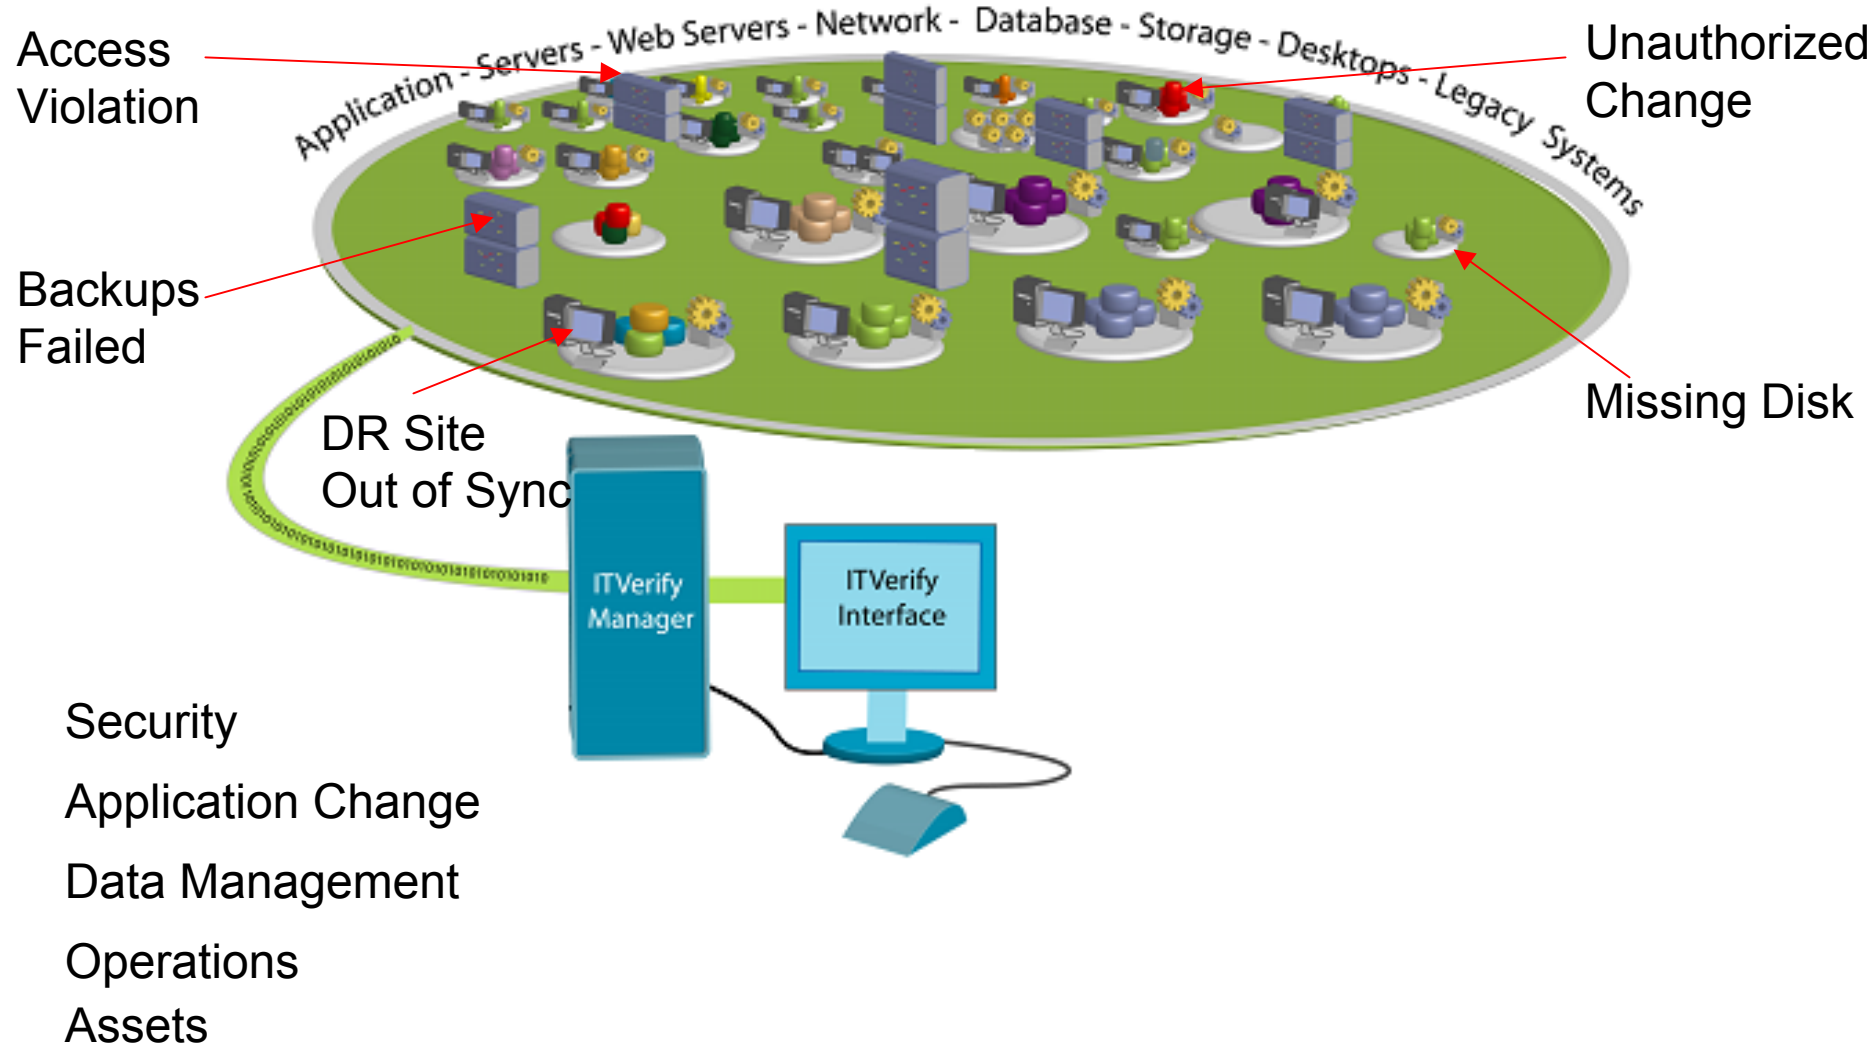 Application - Servers - Web Servers - Network - Database - Storage - Desktops - Legacy Systems
Access
Violation
Unauthorized
Change
Backups
Failed
Missing Disk
DR Site
Out of Sync
ITVerify
Manager
ITVerify
Interface
Security
Application Change
Data Management
Operations
Assets